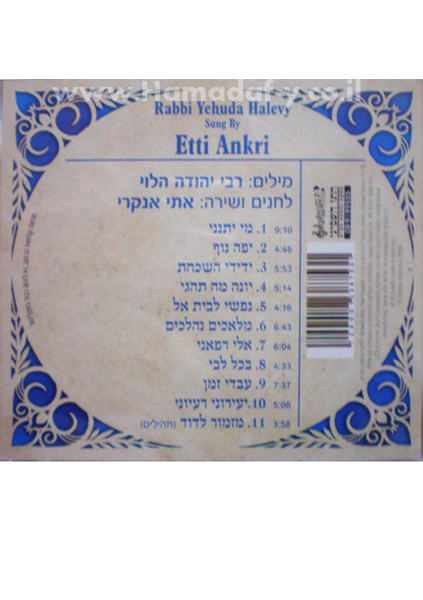 www.Hamadaf-y.co.il
Rabbi Yehuda Halevy
Sung By
Etti Ankri
מילים: רבי יהודה הלוי
לחנים ושירה: אתי אנקרי
1. מי יתנני 9:10
2. יפה נוף 4:46
3. ידידי השכחת 5:53
4. יונה מה תהגי 5:14
5. נפשי לבית אל 4:16
6. מלאכים נהלכים 6:43
7. אלי רפאני 6:04
8. בכל לבי 4:33
9. עבדי זמן 7:37
10. יעירוני רעיוני 5:06
11. מזמור לדוד (תהילים) 3:58